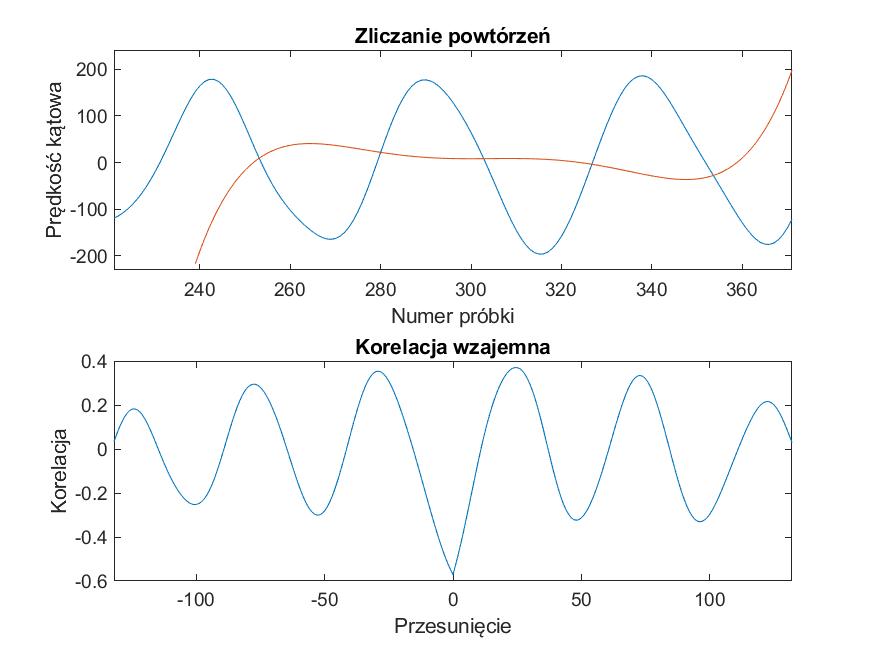 Zliczanie powtórzeń
Prędkość kątowa
200
100
0
-100
-200
240 260 280 300 320 340 360
Numer próbki
Korelacja wzajemna
Korelacja
0.4
0.2
0
-0.2
-0.4
-0.6
-100 -50 0 50 100
Przesunięcie